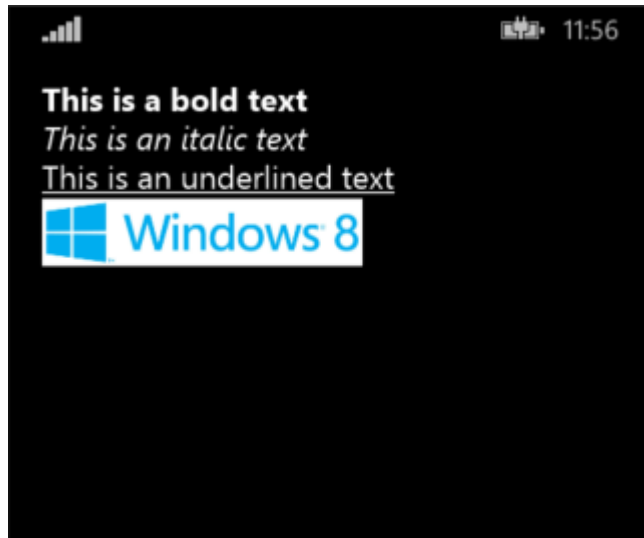 11:56
This is a bold text
This is an italic text
This is an underlined text
Windows 8